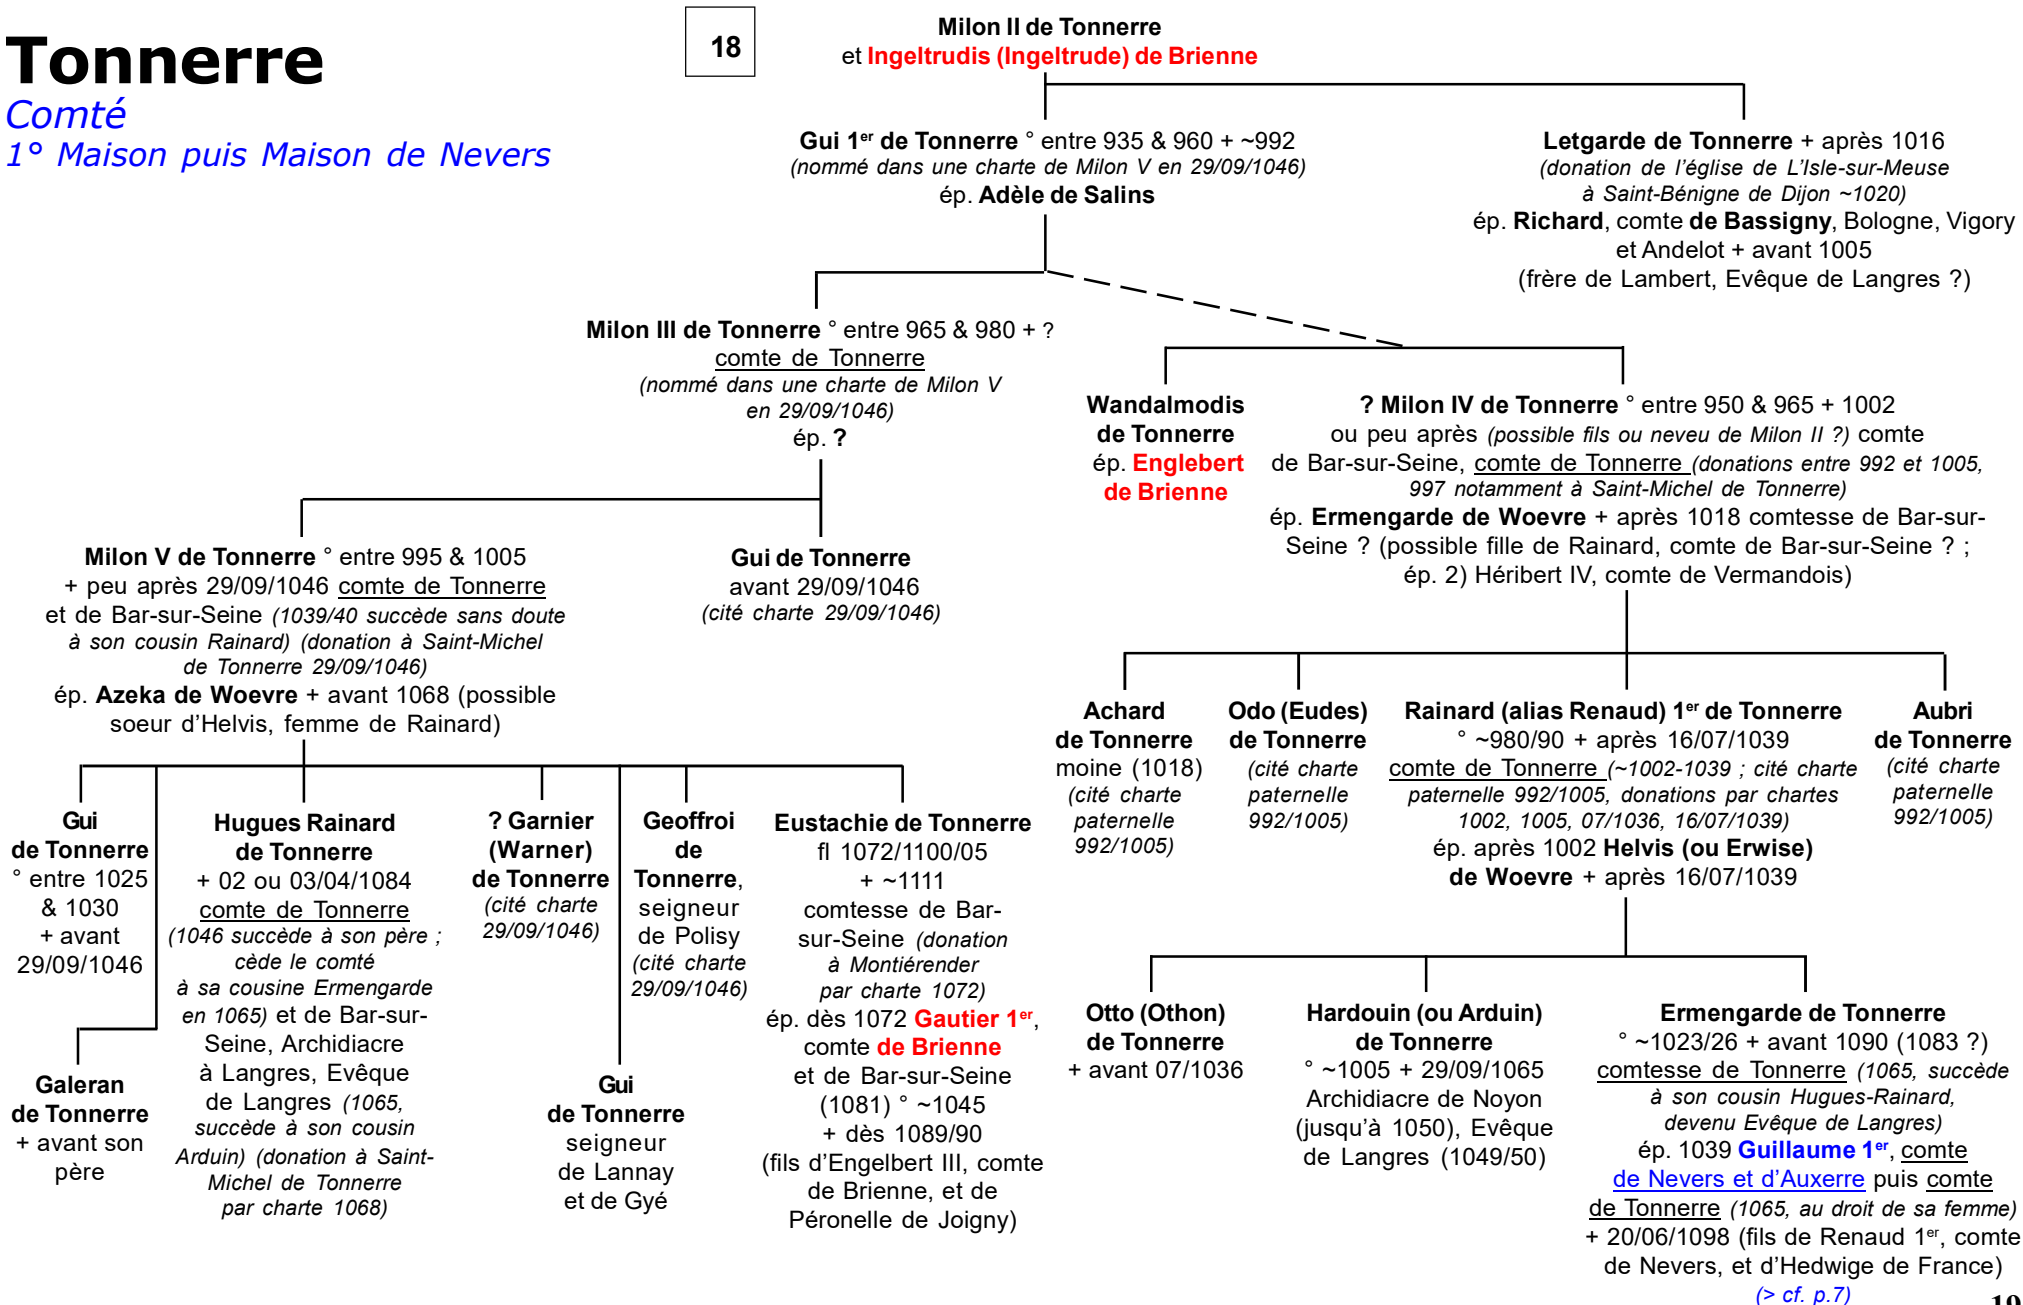 Tonnerre
Comté
1° Maison puis Maison de Nevers
18
Milon II de Tonnerre
et Ingeltrudis (Ingeltrude) de Brienne
Gui 1er de Tonnerre ° entre 935 & 960 + ~992
(nommé dans une charte de Milon V en 29/09/1046)
ép. Adèle de Salins
Letgarde de Tonnerre + après 1016
(donation de l'église de L'Isle-sur-Meuse
à Saint-Bénigne de Dijon ~1020)
ép. Richard, comte de Bassigny, Bologne, Vigory
et Andelot + avant 1005
(frère de Lambert, Evêque de Langres ?)
Milon III de Tonnerre ° entre 965 & 980 + ?
comte de Tonnerre
(nommé dans une charte de Milon V
en 29/09/1046)
ép. ?
Wandalmodis
de Tonnerre
ép. Englebert
de Brienne
? Milon IV de Tonnerre ° entre 950 & 965 + 1002
ou peu après (possible fils ou neveu de Milon II ?) comte
de Bar-sur-Seine, comte de Tonnerre (donations entre 992 et 1005,
997 notamment à Saint-Michel de Tonnerre)
ép. Ermengarde de Woevre + après 1018 comtesse de Bar-sur-
Seine ? (possible fille de Rainard, comte de Bar-sur-Seine ? ;
ép. 2) Héribert IV, comte de Vermandois)
Milon V de Tonnerre ° entre 995 & 1005
+ peu après 29/09/1046 comte de Tonnerre
et de Bar-sur-Seine (1039/40 succède sans doute
à son cousin Rainard) (donation à Saint-Michel
de Tonnerre 29/09/1046)
ép. Azeka de Woevre + avant 1068 (possible
soeur d'Helvis, femme de Rainard)
Gui de Tonnerre
avant 29/09/1046
(cité charte 29/09/1046)
Achard
de Tonnerre
moine (1018)
(cité charte
paternelle
992/1005)
Odo (Eudes)
de Tonnerre
(cité charte
paternelle
992/1005)
Rainard (alias Renaud) 1er de Tonnerre
° ~980/90 + après 16/07/1039
comte de Tonnerre (~1002-1039 ; cité charte
paternelle 992/1005, donations par chartes
1002, 1005, 07/1036, 16/07/1039)
ép. après 1002 Helvis (ou Erwise)
de Woevre + après 16/07/1039
Aubri
de Tonnerre
(cité charte
paternelle
992/1005)
Gui
de Tonnerre
° entre 1025
& 1030
+ avant
29/09/1046
Galeran
de Tonnerre
+ avant son
père
Hugues Rainard
de Tonnerre
+ 02 ou 03/04/1084
comte de Tonnerre
(1046 succède à son père ;
cède le comté
à sa cousine Ermengarde
en 1065) et de Bar-sur-
Seine, Archidiacre
à Langres, Evêque
de Langres (1065,
succède à son cousin
Arduin) (donation à Saint-
Michel de Tonnerre
par charte 1068)
? Garnier
(Warner)
de Tonnerre
(cité charte
29/09/1046)
Gui
de Tonnerre
seigneur
de Lannay
et de Gyé
Geoffroi
de
Tonnerre,
seigneur
de Polisy
(cité charte
29/09/1046)
Eustachie de Tonnerre
fl 1072/1100/05
+ ~1111
comtesse de Bar-
sur-Seine (donation
à Montiérender
par charte 1072)
ép. dès 1072 Gautier 1er,
comte de Brienne
et de Bar-sur-Seine
(1081) ° ~1045
+ dès 1089/90
(fils d'Engelbert III, comte
de Brienne, et de
Péronelle de Joigny)
Otto (Othon)
de Tonnerre
+ avant 07/1036
Hardouin (ou Arduin)
de Tonnerre
° ~1005 + 29/09/1065
Archidiacre de Noyon
(jusqu'à 1050), Evêque
de Langres (1049/50)
Ermengarde de Tonnerre
° ~1023/26 + avant 1090 (1083 ?)
comtesse de Tonnerre (1065, succède
à son cousin Hugues-Rainard,
devenu Evêque de Langres)
ép. 1039 Guillaume 1er, comte
de Nevers et d'Auxerre puis comte
de Tonnerre (1065, au droit de sa femme)
+ 20/06/1098 (fils de Renaud 1er, comte
de Nevers, et d'Hedwige de France)
(> cf. p.7)
19